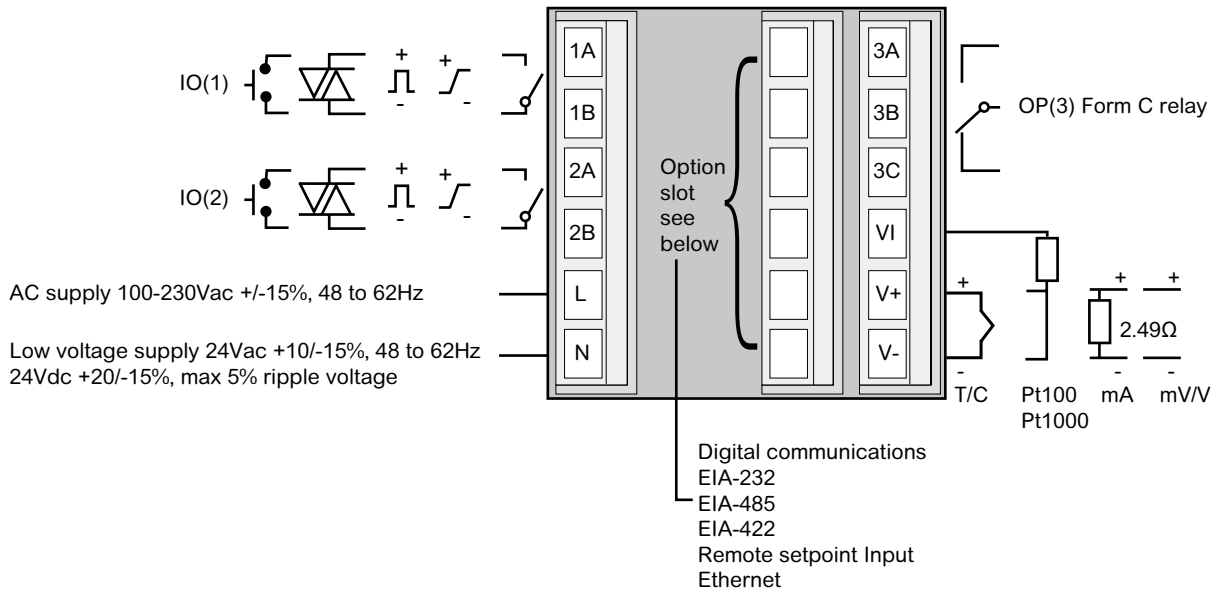 IO(1)
+
-
+
-
1A
1B
IO(2)
+
-
+
-
2A
2B
AC supply 100-230Vac +/-15%, 48 to 62Hz
L
Low voltage supply 24Vac +10/-15%, 48 to 62Hz
24Vdc +20/-15%, max 5% ripple voltage
N
Option
slot
see
below
3A
3B
3C
VI
V+
V-
OP(3) Form C relay
+
-
T/C
Pt100
Pt1000
+
2.49Ω
-
mA
+
-
mV/V
Digital communications
EIA-232
EIA-485
EIA-422
Remote setpoint Input
Ethernet